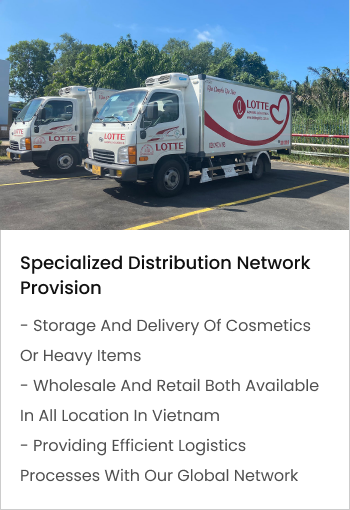 LOTTE
LOTTE
LOTTE
LOTTE
Specialized Distribution Network
Provision
- Storage And Delivery Of Cosmetics
Or Heavy Items
- Wholesale And Retail Both Available
In All Location In Vietnam
- Providing Efficient Logistics
Processes With Our Global Network